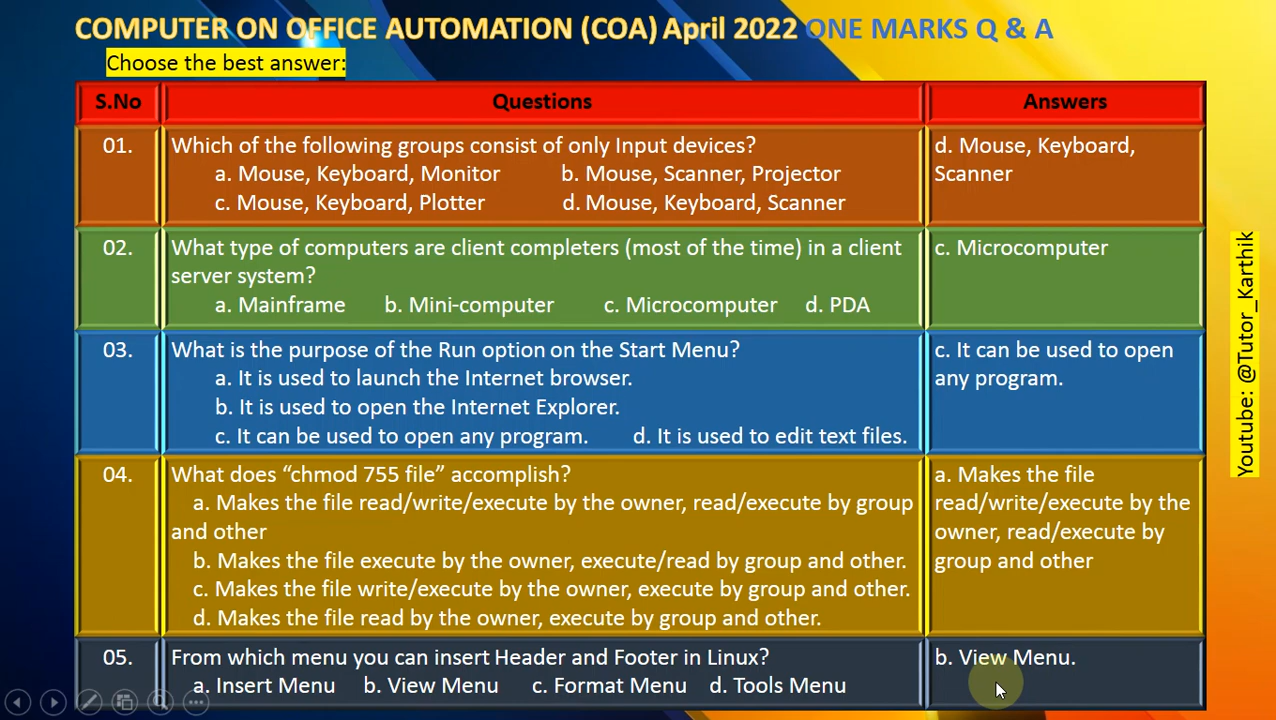 COMPUTER ON OFFICE AUTOMATION (COA) April 2022 ONE MARKS Q & A
Choose the best answer:
S.No Questions Answers
01. Which of the following groups consist of only Input devices?
a. Mouse, Keyboard, Monitor b. Mouse, Scanner, Projector
c. Mouse, Keyboard, Plotter d. Mouse, Keyboard, Scanner
d. Mouse, Keyboard,
Scanner
02. What type of computers are client completers (most of the time) in a client
server system?
a. Mainframe b. Mini-computer c. Microcomputer d. PDA
c. Microcomputer
03. What is the purpose of the Run option on the Start Menu?
a. It is used to launch the Internet browser.
b. It is used to open the Internet Explorer.
c. It can be used to open any program. d. It is used to edit text files.
c. It can be used to open
any program.
04. What does “chmod 755 file” accomplish?
a. Makes the file read/write/execute by the owner, read/execute by group
and other
b. Makes the file execute by the owner, execute/read by group and other.
c. Makes the file write/execute by the owner, execute by group and other.
d. Makes the file read by the owner, execute by group and other.
a. Makes the file
read/write/execute by the
owner, read/execute by
group and other
05. From which menu you can insert Header and Footer in Linux?
a. Insert Menu b. View Menu c. Format Menu d. Tools Menu
b. View Menu.
Youtube: @Tutor_Karthik